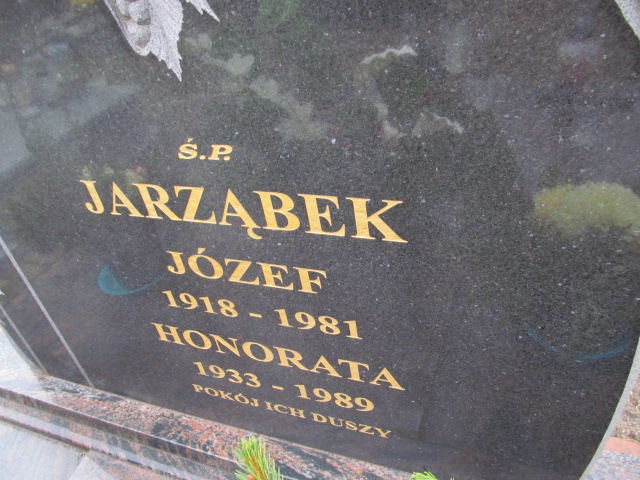 Ś.P.
JARZĄBEK
JÓZEF
1918 - 1981
HONORATA
1933 - 1989
POKÓJ ICH DUSZY